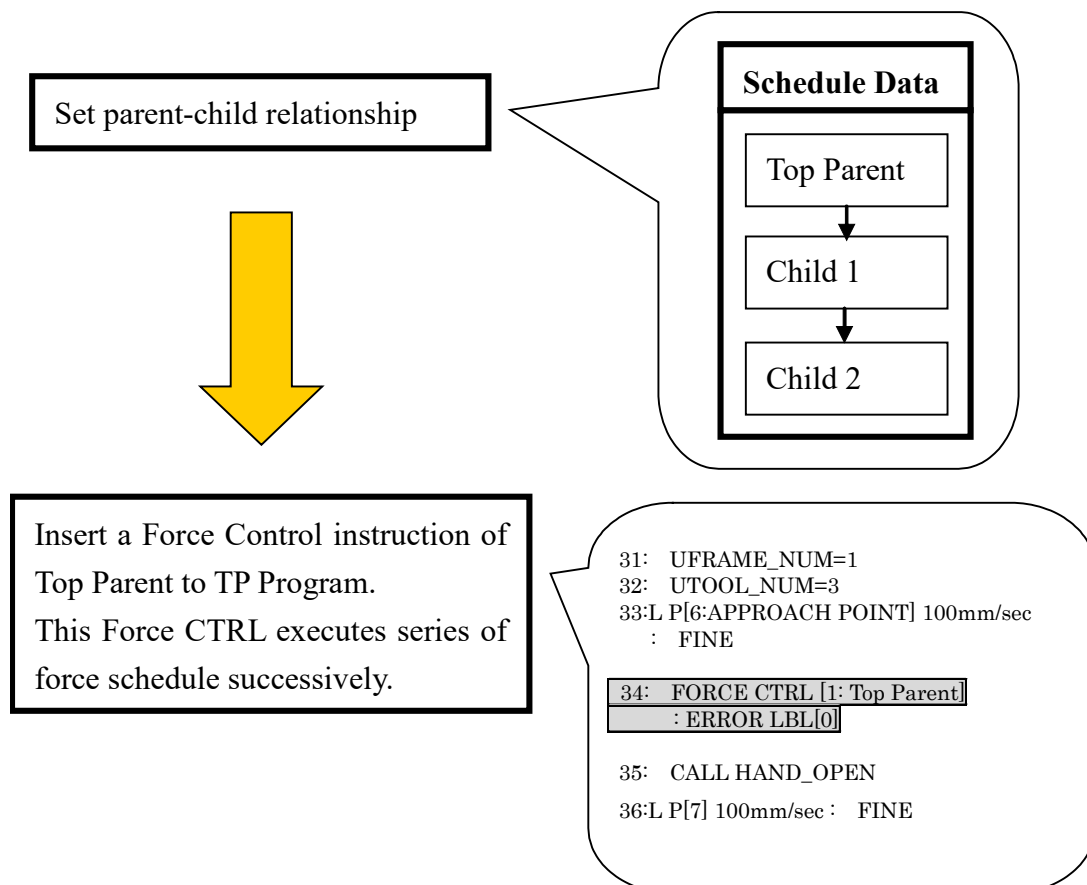 Set parent-child relationship
Schedule Data
Top Parent
Child 1
Child 2
Insert a Force Control instruction of
Top Parent to TP Program.
This Force CTRL executes series of
force schedule successively.
31: UFRAME_NUM=1
32: UTOOL_NUM=3
33:L P[6:APPROACH POINT] 100mm/sec
: FINE
34: FORCE CTRL [1: Top Parent]
: ERROR LBL[0]
35: CALL HAND_OPEN
36:L P[7] 100mm/sec : FINE